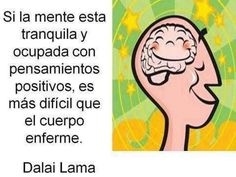 Si la mente esta
tranquila y
ocupada con
pensamientos
positivos, es
más difícil que
el cuerpo
enferme.
Dalai Lama